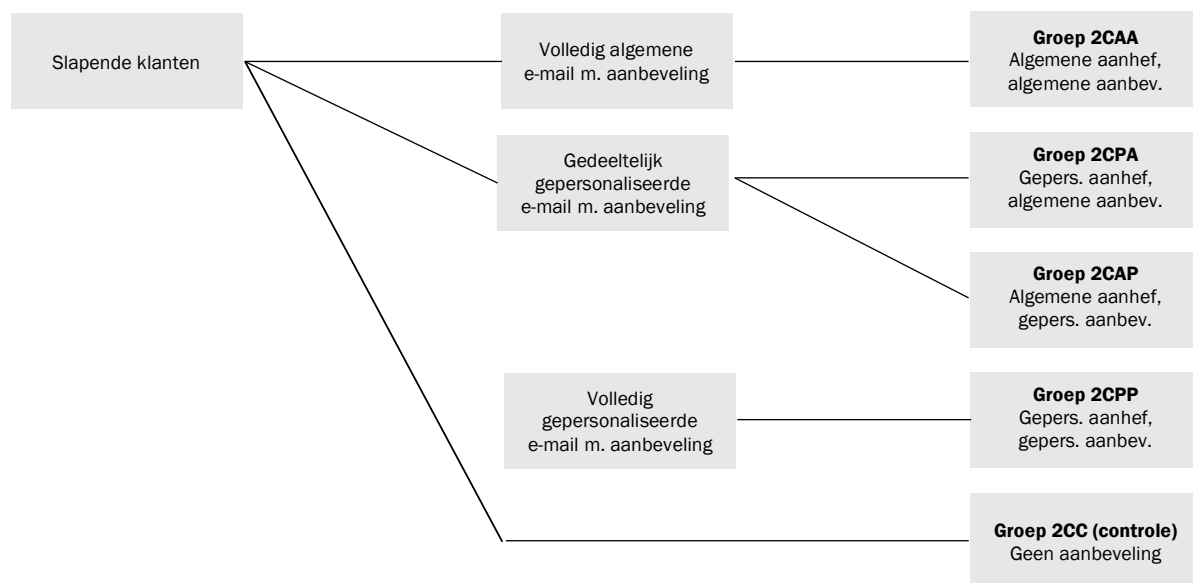 Slapende klanten
Volledig algemene
e-mail m. aanbeveling
Groep 2CAA
Algemene aanhef,
algemene aanbev.
Gedeeltelijk
gepersonaliseerde
e-mail m. aanbeveling
Groep 2CPA
Gepers. aanhef,
algemene aanbev.
Groep 2CAP
Algemene aanhef,
gepers. aanbev.
Volledig
gepersonaliseerde
e-mail m. aanbeveling
Groep 2CPP
Gepers. aanhef,
gepers. aanbev.
Groep 2CC (controle)
Geen aanbeveling